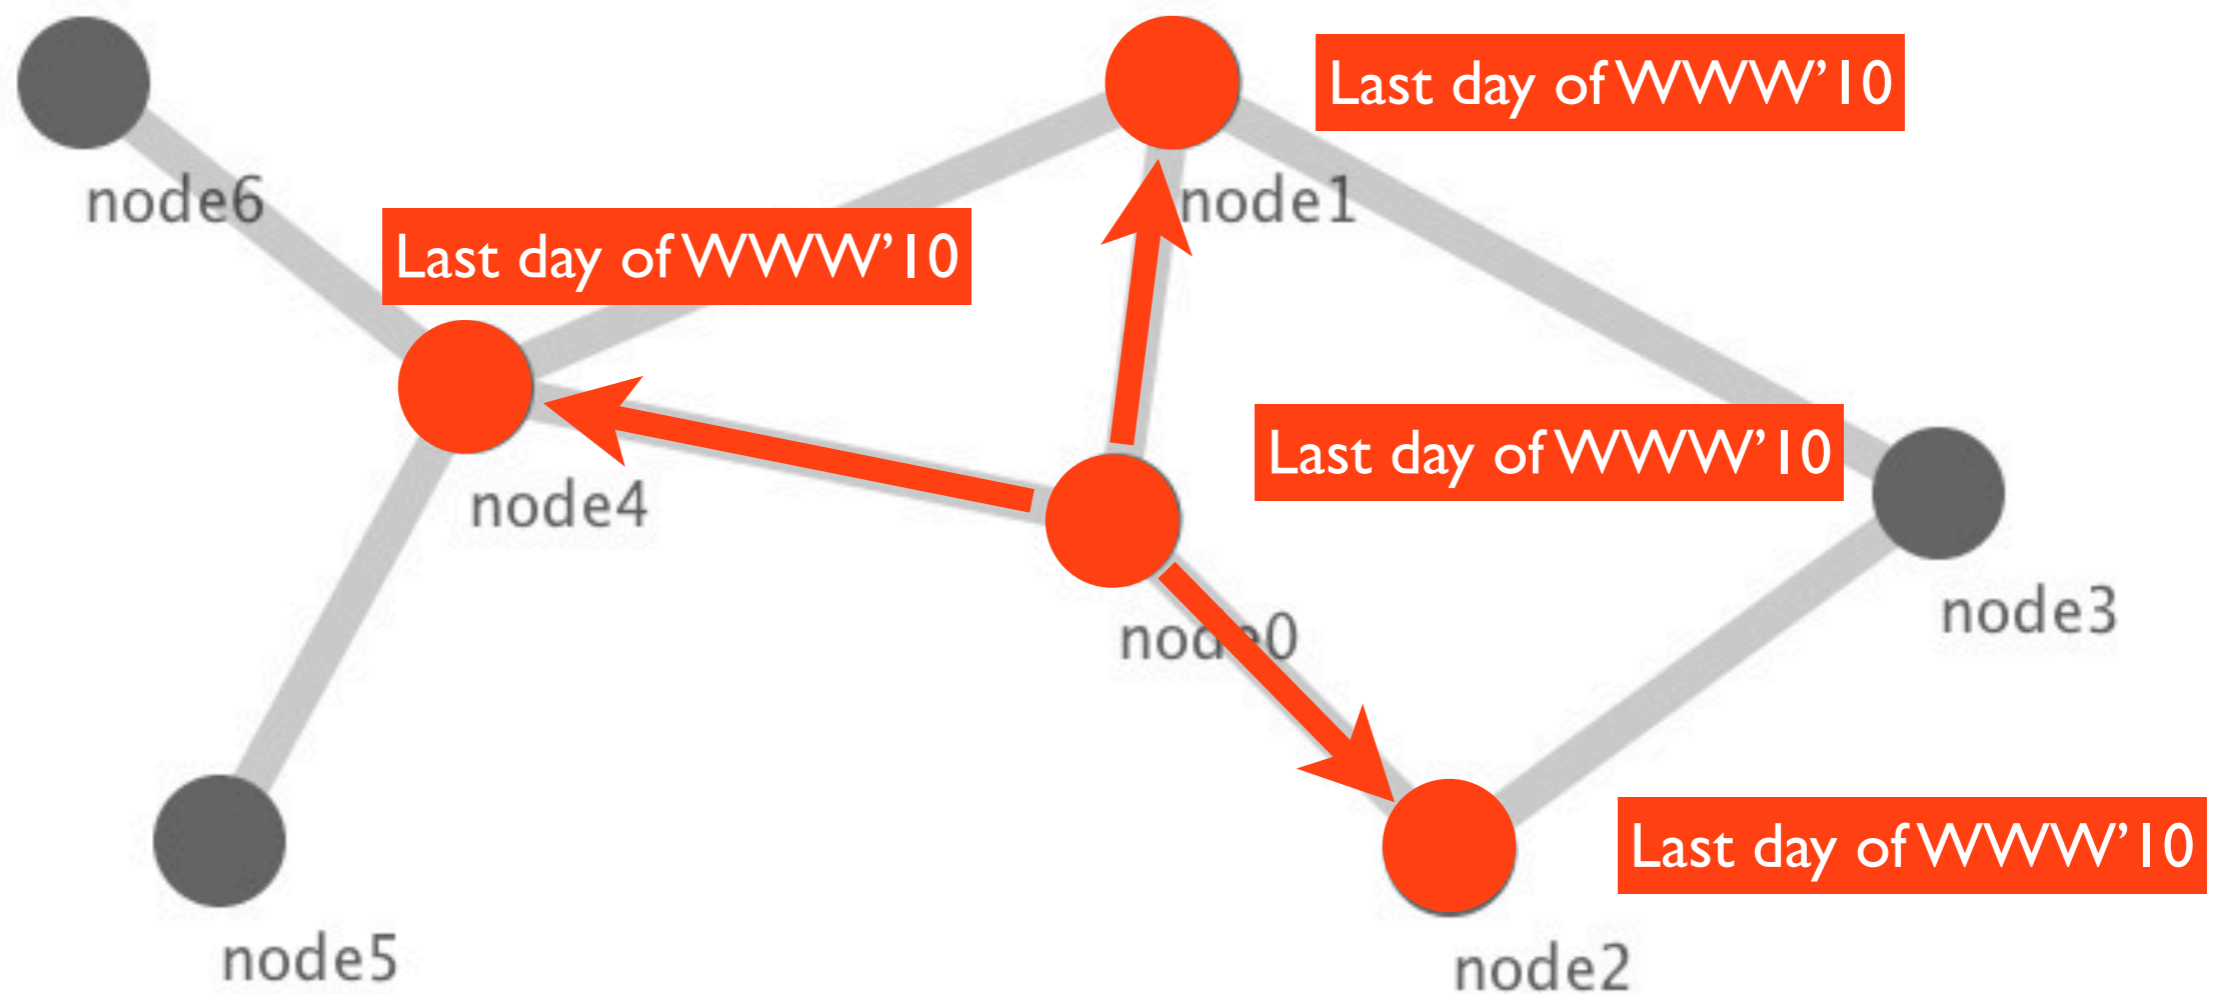 Last day of WWW’10
node6
node1
Last day of WWW’10
Last day of WWW’10
node4
node3
node0
Last day of WWW’10
node5
node2